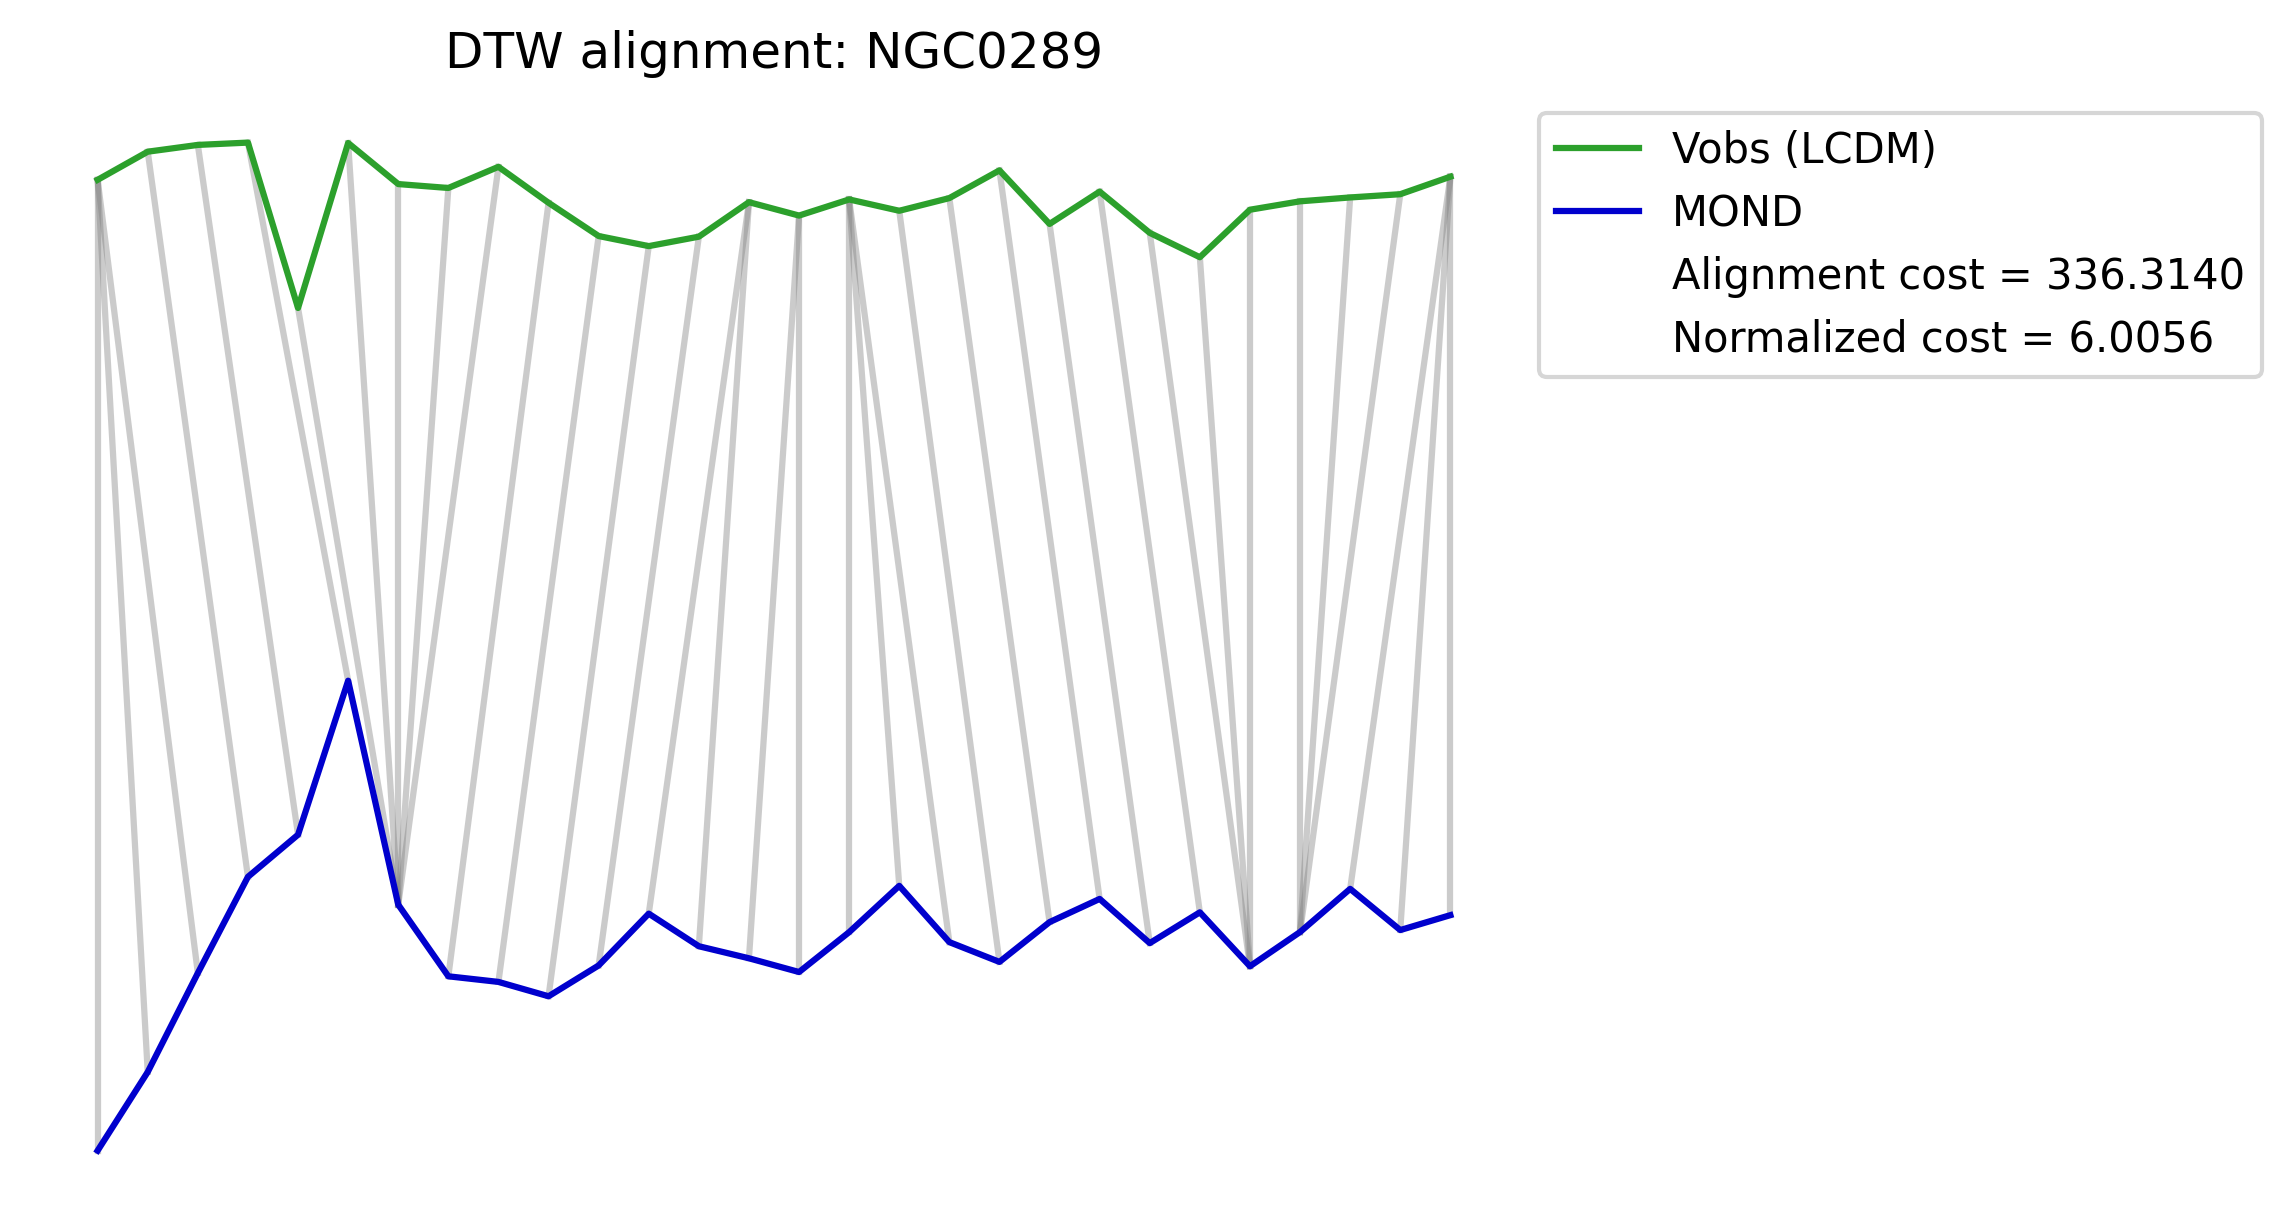 DTW alignment: NGC0289
Vobs (LCDM)
MOND
Alignment cost = 336.3140
Normalized cost = 6.0056